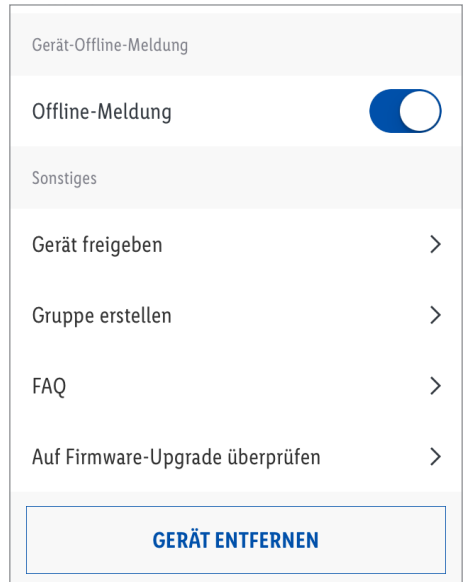 Gerät-Offline-Meldung
Offline-Meldung
Sonstiges
Gerät freigeben
Gruppe erstellen
FAQ
Auf Firmware-Upgrade überprüfen
GERÄT ENTFERNEN